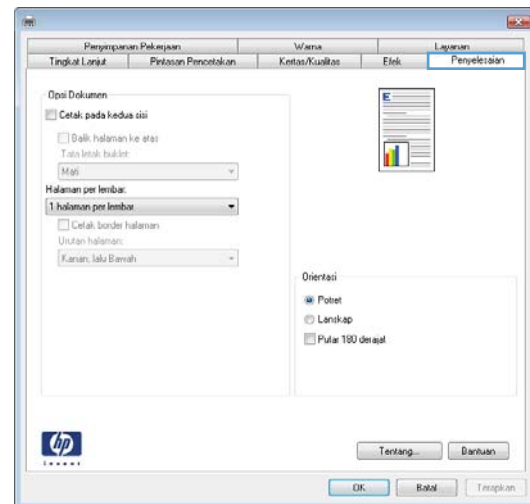 Penyimpanan Pekerjaan Warna Layanan
Tingkat Lanjut Pintasan Pencetakan Kertas/Kualitas Efek Penyelesaian
Opsi Dokumen
Cetak pada kedua sisi
Balik halaman ke atas
Tata letak buklet:
Mati
Halaman per lembar:
1 halaman per lembar
Cetak border halaman
Urutan halaman:
Kanan, lalu Bawah
E
Orientasi
Potret
Lanskap
Putar 180 derajat
hp
invent
Tentang... Bantuan
OK Batal Terapkan